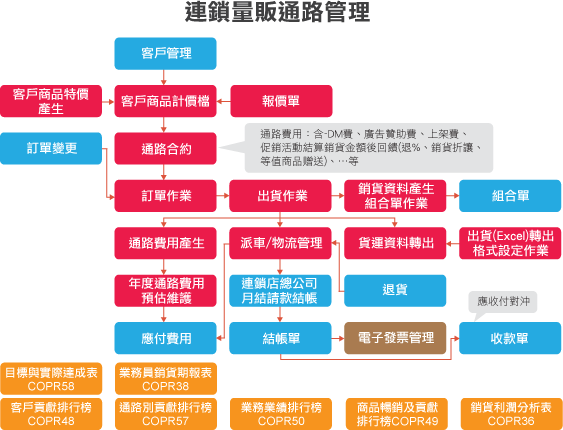 連鎖量販通路管理
客戶管理
客戶商品特價
產生
客戶商品計價檔
報價單
訂單變更
通路合約
通路費用：含-DM費、廣告贊助費、上架費、
促銷活動結算銷貨金額後回饋(退%、銷貨折讓、
等值商品贈送)、…等
訂單作業
出貨作業
銷貨資料產生
組合單作業
組合單
通路費用產生
派車/物流管理
貨運資料轉出
出貨(Excel)轉出
格式設定作業
年度通路費用
預估維護
連鎖店總公司
月結請款結帳
退貨
應收付對沖
應付費用
結帳單
電子發票管理
收款單
目標與實際達成表
COPR58
業務員銷貨期報表
COPR38
客戶貢獻排行榜
COPR48
通路別貢獻排行榜
COPR57
業務業績排行榜
COPR50
商品暢銷及貢獻
排行榜COPR49
銷貨利潤分析表
COPR36